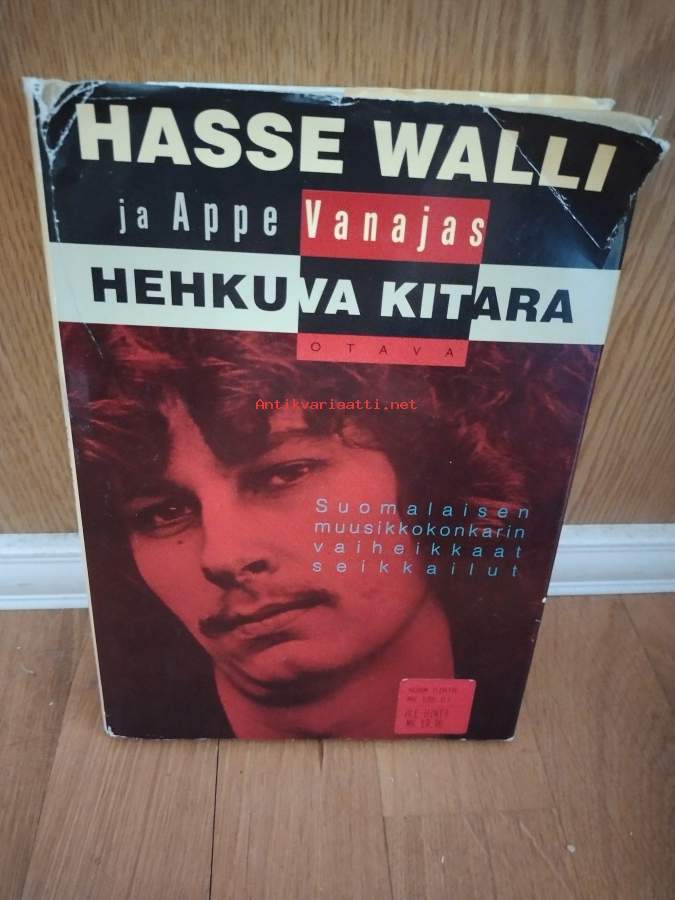 HASSE WALLI
ja Appe Vanajas
HEHKUVA KITARA
OTAVA
Antikvariaatti.net
Suomalaisen
muusikkokonkarin
vaiheikkaat
seikkailut